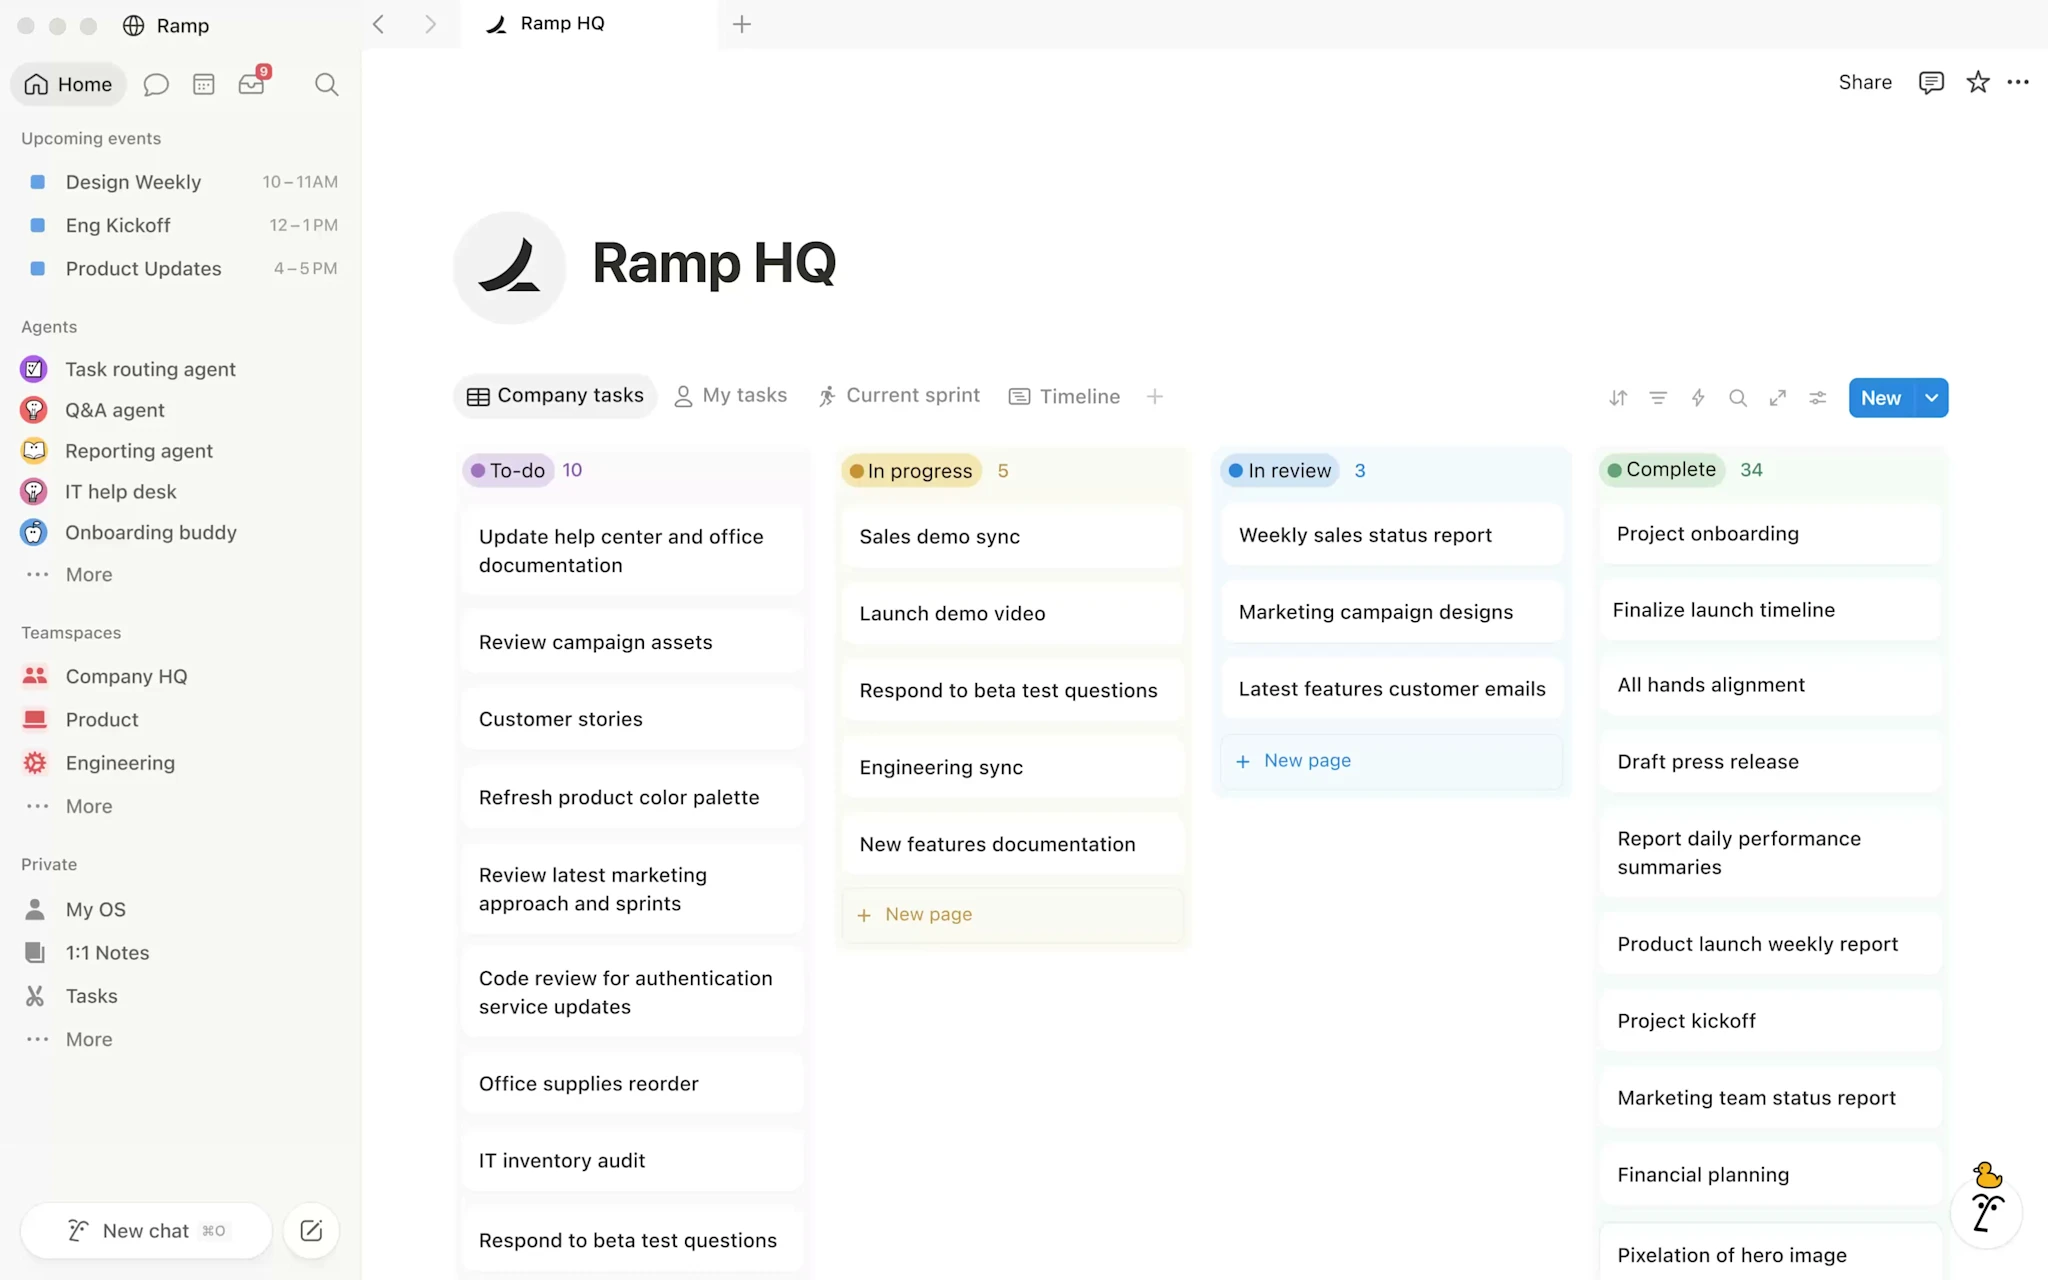 Ramp
Ramp HQ
Home
9
Share
Upcoming events
Design Weekly 10–11AM
Eng Kickoff 12–1PM
Product Updates 4–5PM
Agents
Task routing agent
Q&A agent
Reporting agent
IT help desk
Onboarding buddy
More
Teamspaces
Company HQ
Product
Engineering
More
Private
My OS
1:1 Notes
Tasks
More
New chat ⌘O
Ramp HQ
Company tasks
My tasks
Current sprint
Timeline
New
To-do 10
Update help center and office
documentation
Review campaign assets
Customer stories
Refresh product color palette
Review latest marketing
approach and sprints
Code review for authentication
service updates
Office supplies reorder
IT inventory audit
Respond to beta test questions
In progress 5
Sales demo sync
Launch demo video
Respond to beta test questions
Engineering sync
New features documentation
+ New page
In review 3
Weekly sales status report
Marketing campaign designs
Latest features customer emails
+ New page
Complete 34
Project onboarding
Finalize launch timeline
All hands alignment
Draft press release
Report daily performance
summaries
Product launch weekly report
Project kickoff
Marketing team status report
Financial planning
Pixelation of hero image